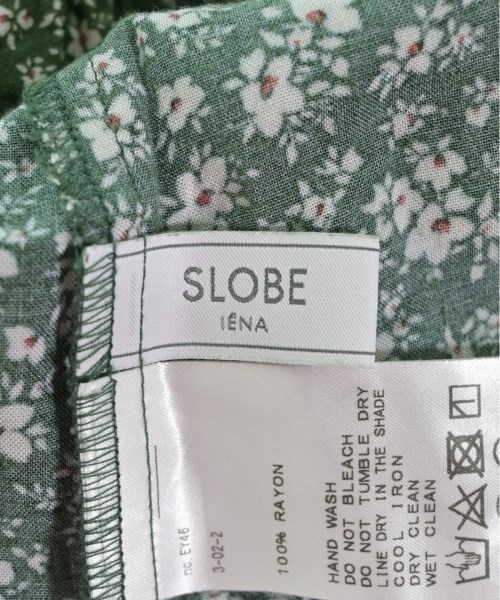 SLOBE
IÉNA
no. EY46
3-02-2
100% RAYON
HAND WASH
DO NOT BLEACH
DO NOT TUMBLE DRY
LINE DRY IN THE SHADE
COOL IRON
DRY CLEAN
WET CLEAN